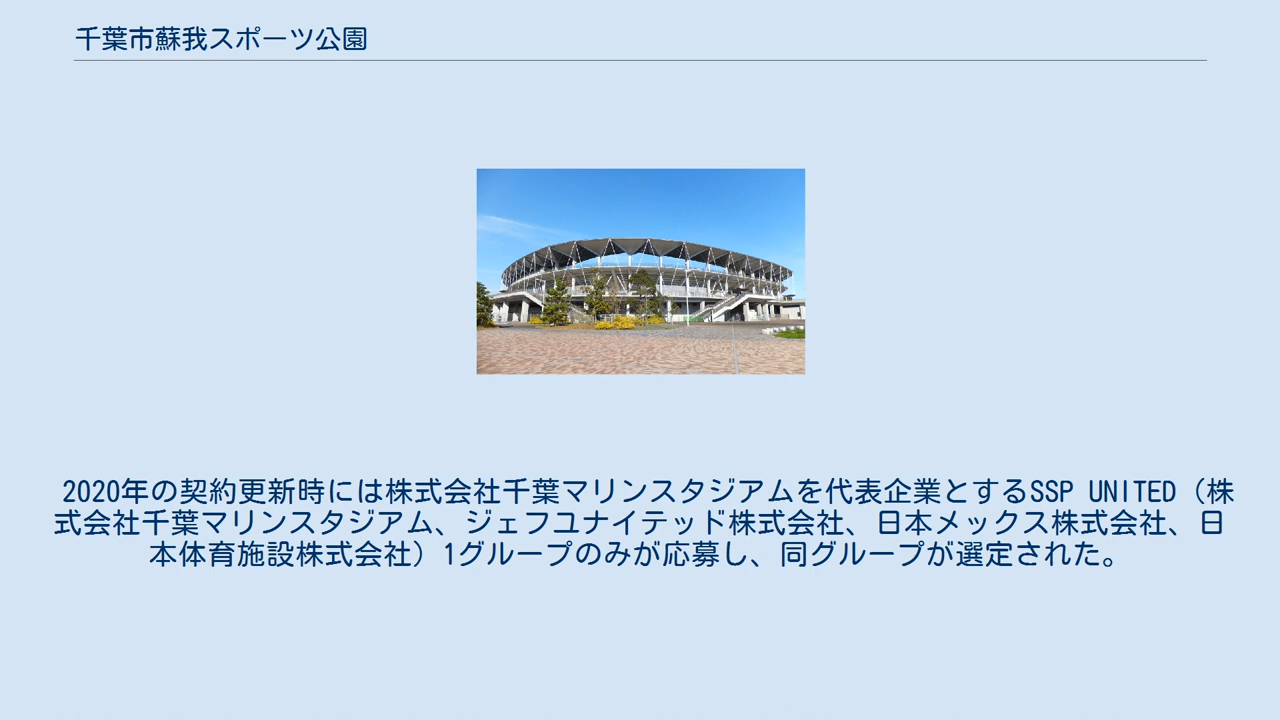 千葉市蘇我スポーツ公園
2020年の契約更新時には株式会社千葉マリンスタジアムを代表企業とするSSP UNITED（株
式会社千葉マリンスタジアム、ジェフユナイテッド株式会社、日本メックス株式会社、日
本体育施設株式会社）1グループのみが応募し、同グループが選定された。